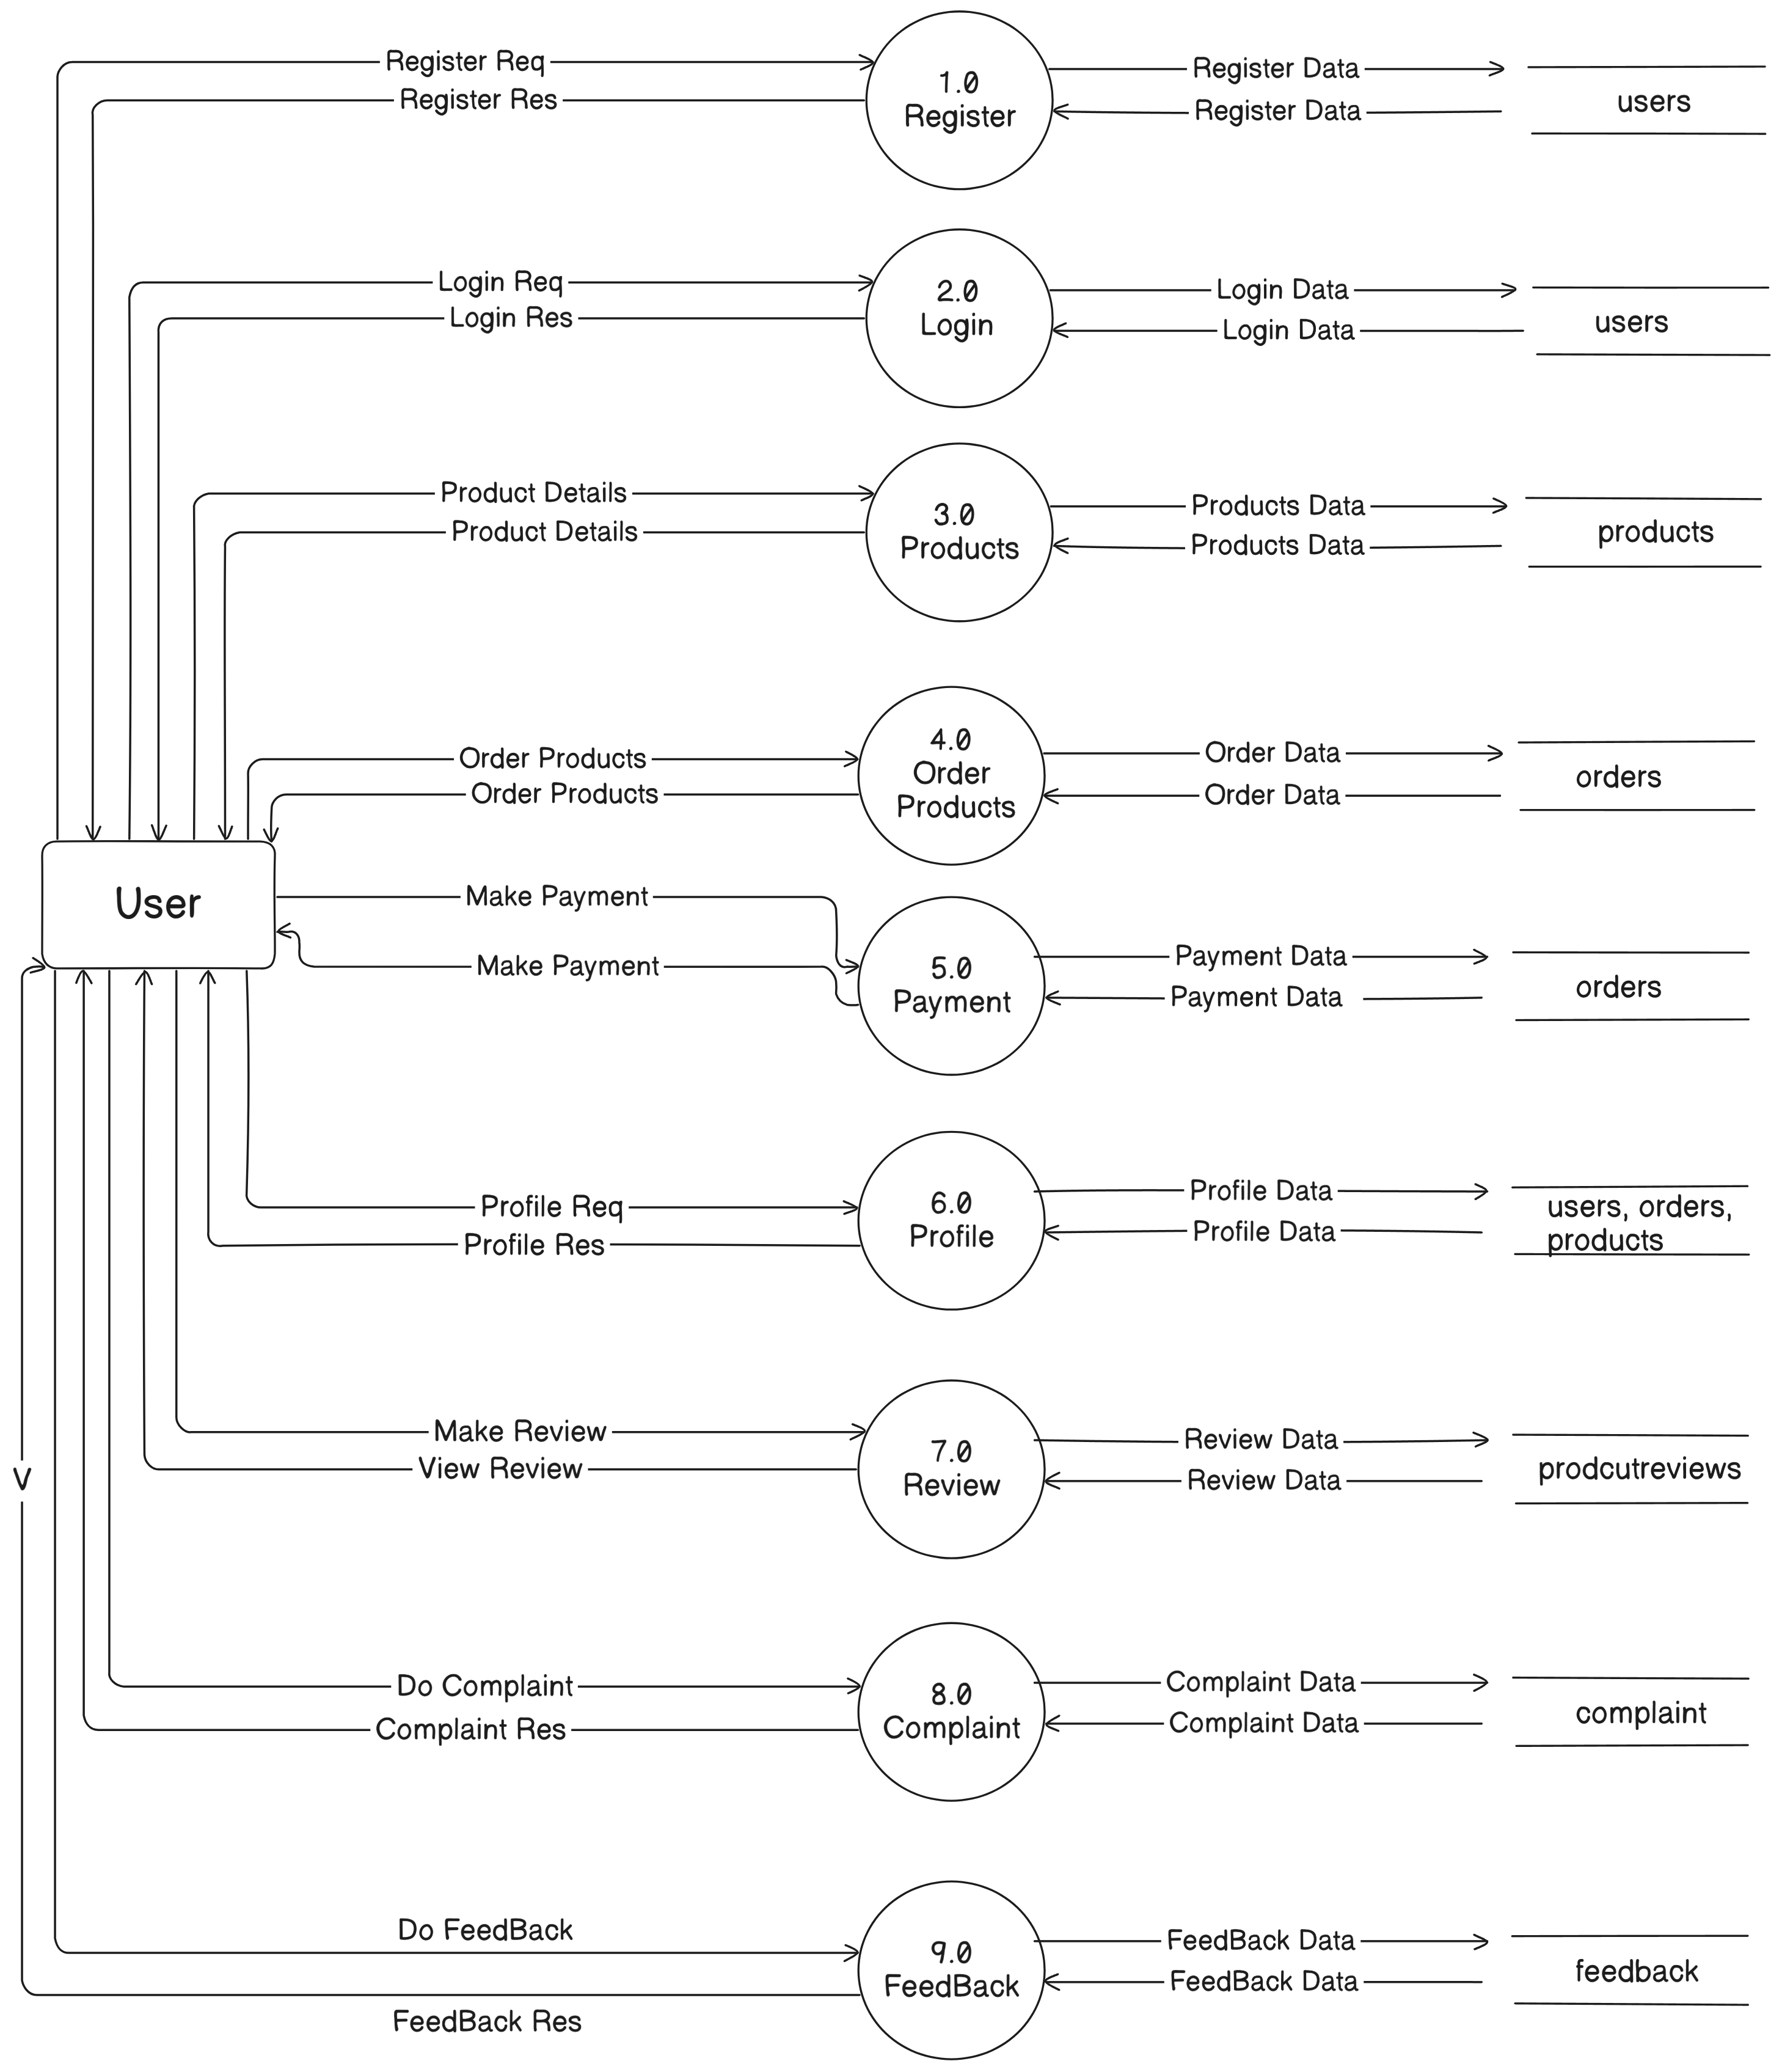 Register Req
Register Res
1.0
Register
Register Data
Register Data
users
Login Req
Login Res
2.0
Login
Login Data
Login Data
users
Product Details
Product Details
3.0
Products
Products Data
Products Data
products
Order Products
Order Products
4.0
Order
Products
Order Data
Order Data
orders
User
Make Payment
Make Payment
5.0
Payment
Payment Data
Payment Data
orders
Profile Req
Profile Res
6.0
Profile
Profile Data
Profile Data
users, orders,
products
Make Review
View Review
7.0
Review
Review Data
Review Data
prodcutreviews
V
Do Complaint
Complaint Res
8.0
Complaint
Complaint Data
Complaint Data
complaint
Do FeedBack
FeedBack Res
9.0
FeedBack
FeedBack Data
FeedBack Data
feedback